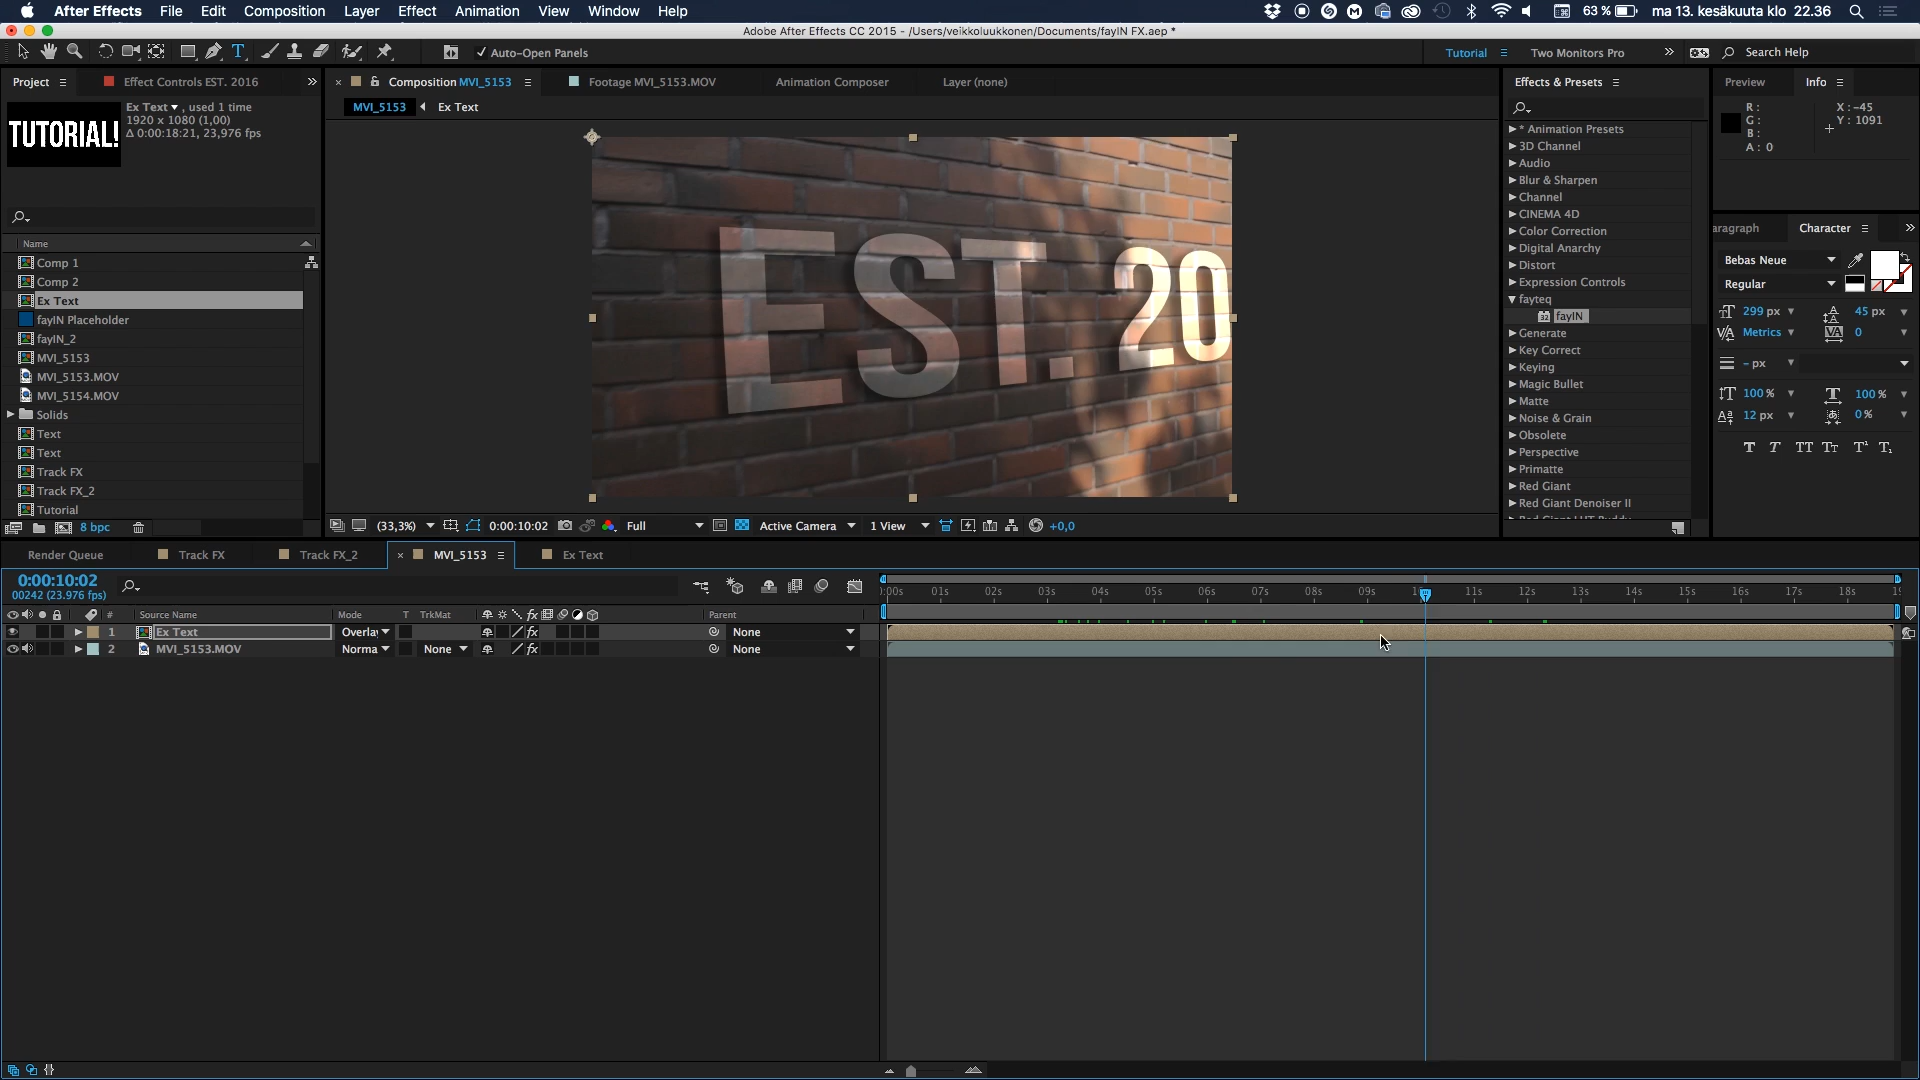 After Effects File Edit Composition Layer Effect Animation View Window Help
63 % ma 13. kesäkuuta klo 22.36
Adobe After Effects CC 2015 - /Users/veikkoluukkonen/Documents/fayIN FX.aep *
Auto-Open Panels
Tutorial Two Monitors Pro Search Help
Project Effect Controls EST. 2016
TUTORIAL!
Ex Text , used 1 time
1920 x 1080 (1,00)
Δ 0:00:18:21, 23,976 fps
Name
Comp 1
Comp 2
Ex Text
fayIN Placeholder
fayIN_2
MVI_5153
MVI_5153.MOV
MVI_5154.MOV
Solids
Text
Text
Track FX
Track FX_2
Tutorial
8 bpc
Composition MVI_5153 Footage MVI_5153.MOV Animation Composer Layer (none)
MVI_5153 Ex Text
EST. 20
(33,3%) 0:00:10:02 Full Active Camera 1 View +0,0
Effects & Presets
* Animation Presets
3D Channel
Audio
Blur & Sharpen
Channel
CINEMA 4D
Color Correction
Digital Anarchy
Distort
Expression Controls
fayteq
32 fayIN
Generate
Key Correct
Keying
Magic Bullet
Matte
Noise & Grain
Obsolete
Perspective
Primatte
Red Giant
Red Giant Denoiser II
Preview Info
R :
G :
B :
A : 0
X : -45
Y : 1091
aragraph Character
Bebas Neue
Regular
299 px 45 px
Metrics 0
- px
100 % 100 %
12 px 0 %
T T TT Tт T¹ T₁
Render Queue Track FX Track FX_2 MVI_5153 Ex Text
0:00:10:02
00242 (23.976 fps)
:00s 01s 02s 03s 04s 05s 06s 07s 08s 09s 11s 12s 13s 14s 15s 16s 17s 18s
# Source Name Mode T TrkMat fx Parent
1 Ex Text Overla fx None
2 MVI_5153.MOV Norma None fx None